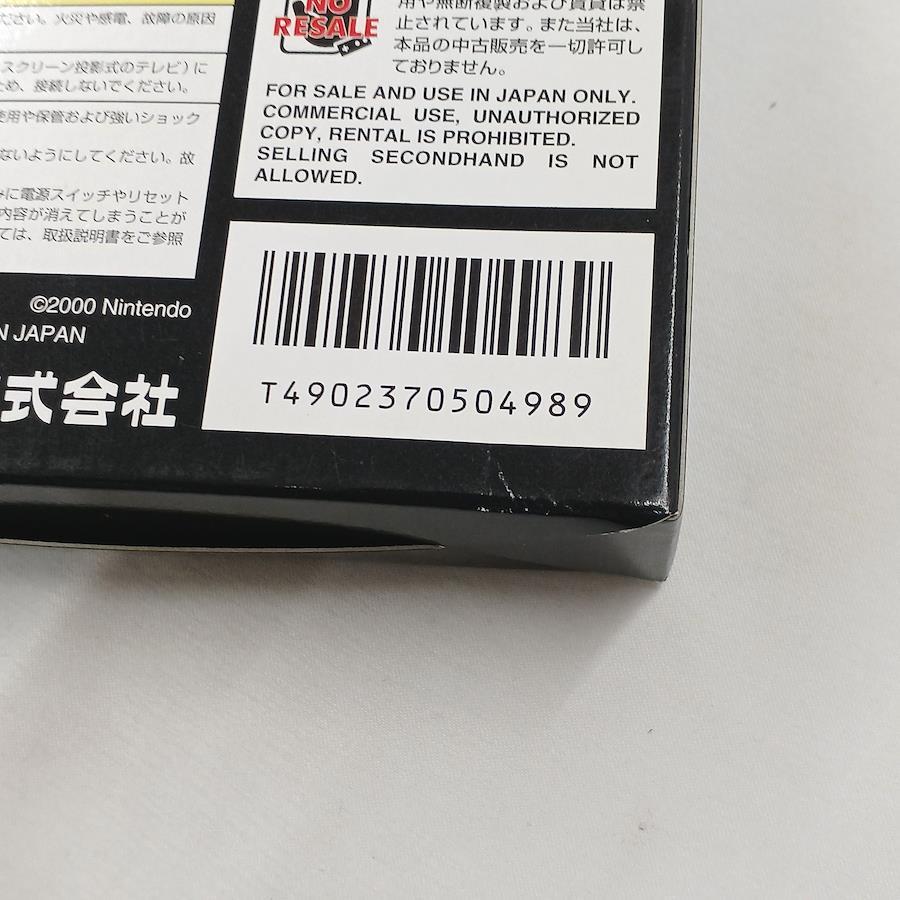 ださい。火災や感電、故障の原因
スクリーン投影式のテレビ)に
ため、接続しないでください。
使用や保管および強いショック
ないようにしてください。故
みに電源スイッチやリセット
内容が消えてしまうことが
ては、取扱説明書をご参照
©2000 Nintendo
N JAPAN
式会社
NO
RESALE
用や無断複製および賃貸は禁
止されています。また当社は、
本品の中古販売を一切許可し
ておりません。
FOR SALE AND USE IN JAPAN ONLY.
COMMERCIAL USE, UNAUTHORIZED
COPY, RENTAL IS PROHIBITED.
SELLING SECONDHAND IS NOT
ALLOWED.
T4902370504989